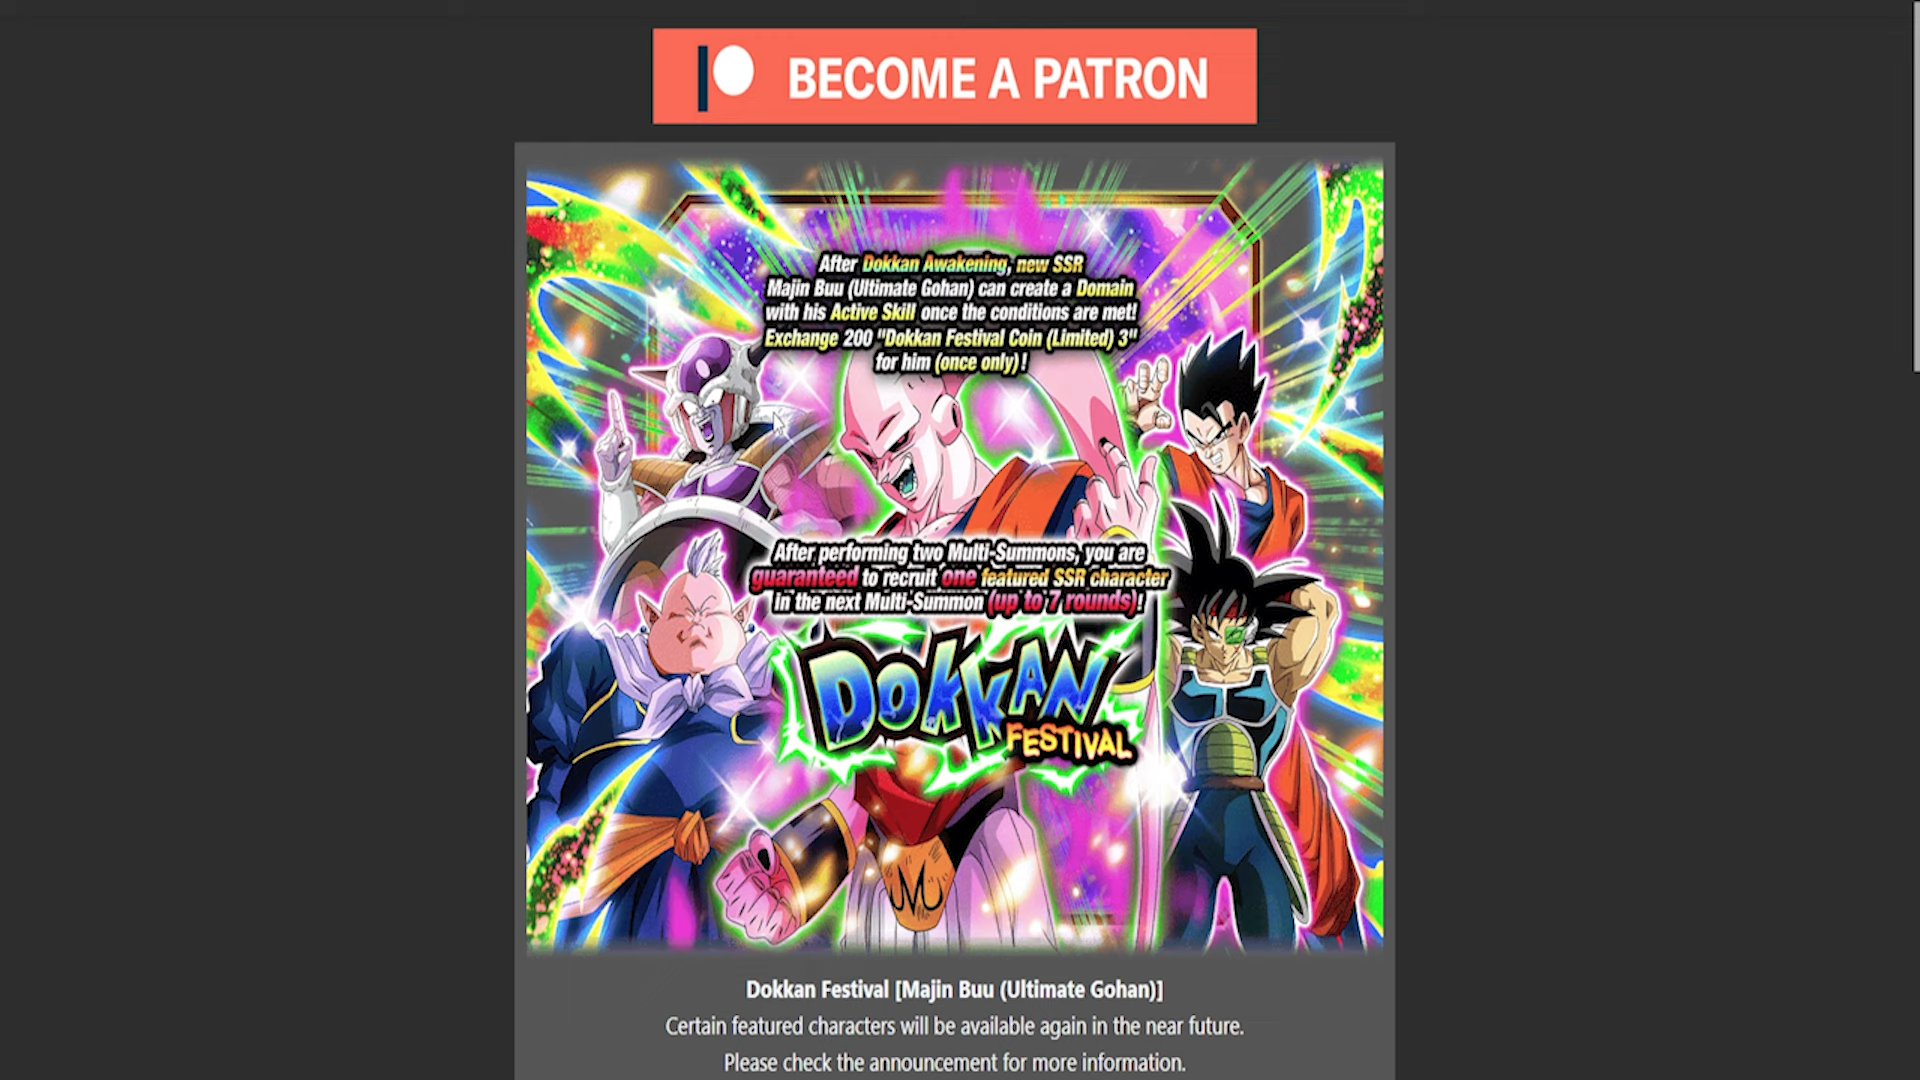 BECOME A PATRON
After Dokkan Awakening, new SSR
Majin Buu (Ultimate Gohan) can create a Domain
with his Active Skill once the conditions are met!
Exchange 200 "Dokkan Festival Coin (Limited) 3"
for him (once only)!
After performing two Multi-Summons, you are
guaranteed to recruit one featured SSR character
in the next Multi-Summon (up to 7 rounds)!
DOKKAN
FESTIVAL
Dokkan Festival [Majin Buu (Ultimate Gohan)]
Certain featured characters will be available again in the near future.
Please check the announcement for more information.